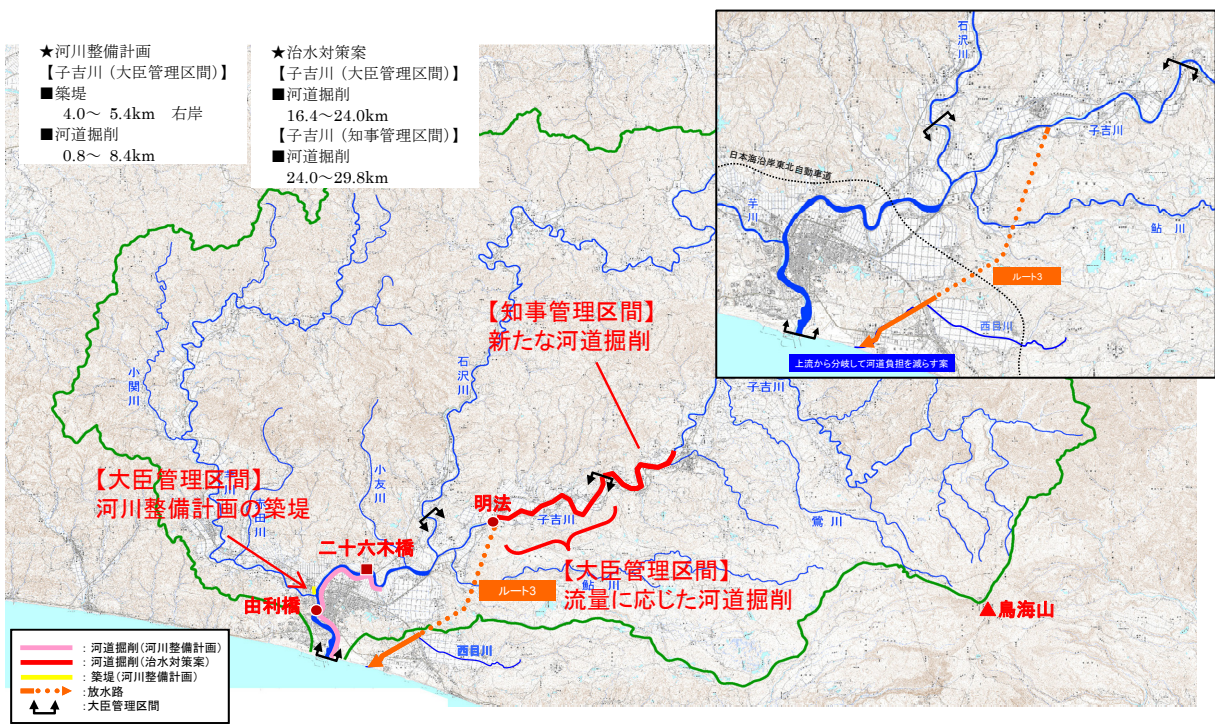 ★河川整備計画
【子吉川（大臣管理区間）】
■築堤
4.0～ 5.4km 右岸
■河道掘削
0.8～ 8.4km
★治水対策案
【子吉川（大臣管理区間）】
■河道掘削
16.4～24.0km
【子吉川（知事管理区間）】
■河道掘削
24.0～29.8km
石沢川
子吉川
日本海沿岸東北自動車道
芋川
鮎川
ルート3
西目川
上流から分岐して河道負担を減らす案
【知事管理区間】
新たな河道掘削
石沢川
子吉川
小関川
【大臣管理区間】
河川整備計画の築堤
芋川
赤田川
小友川
明法
子吉川
鶯川
二十六木橋
【大臣管理区間】
流量に応じた河道掘削
鮎川
ルート3
由利橋
鳥海山
西目川
：河道掘削(河川整備計画)
：河道掘削(治水対策案)
：築堤(河川整備計画)
：放水路
：大臣管理区間